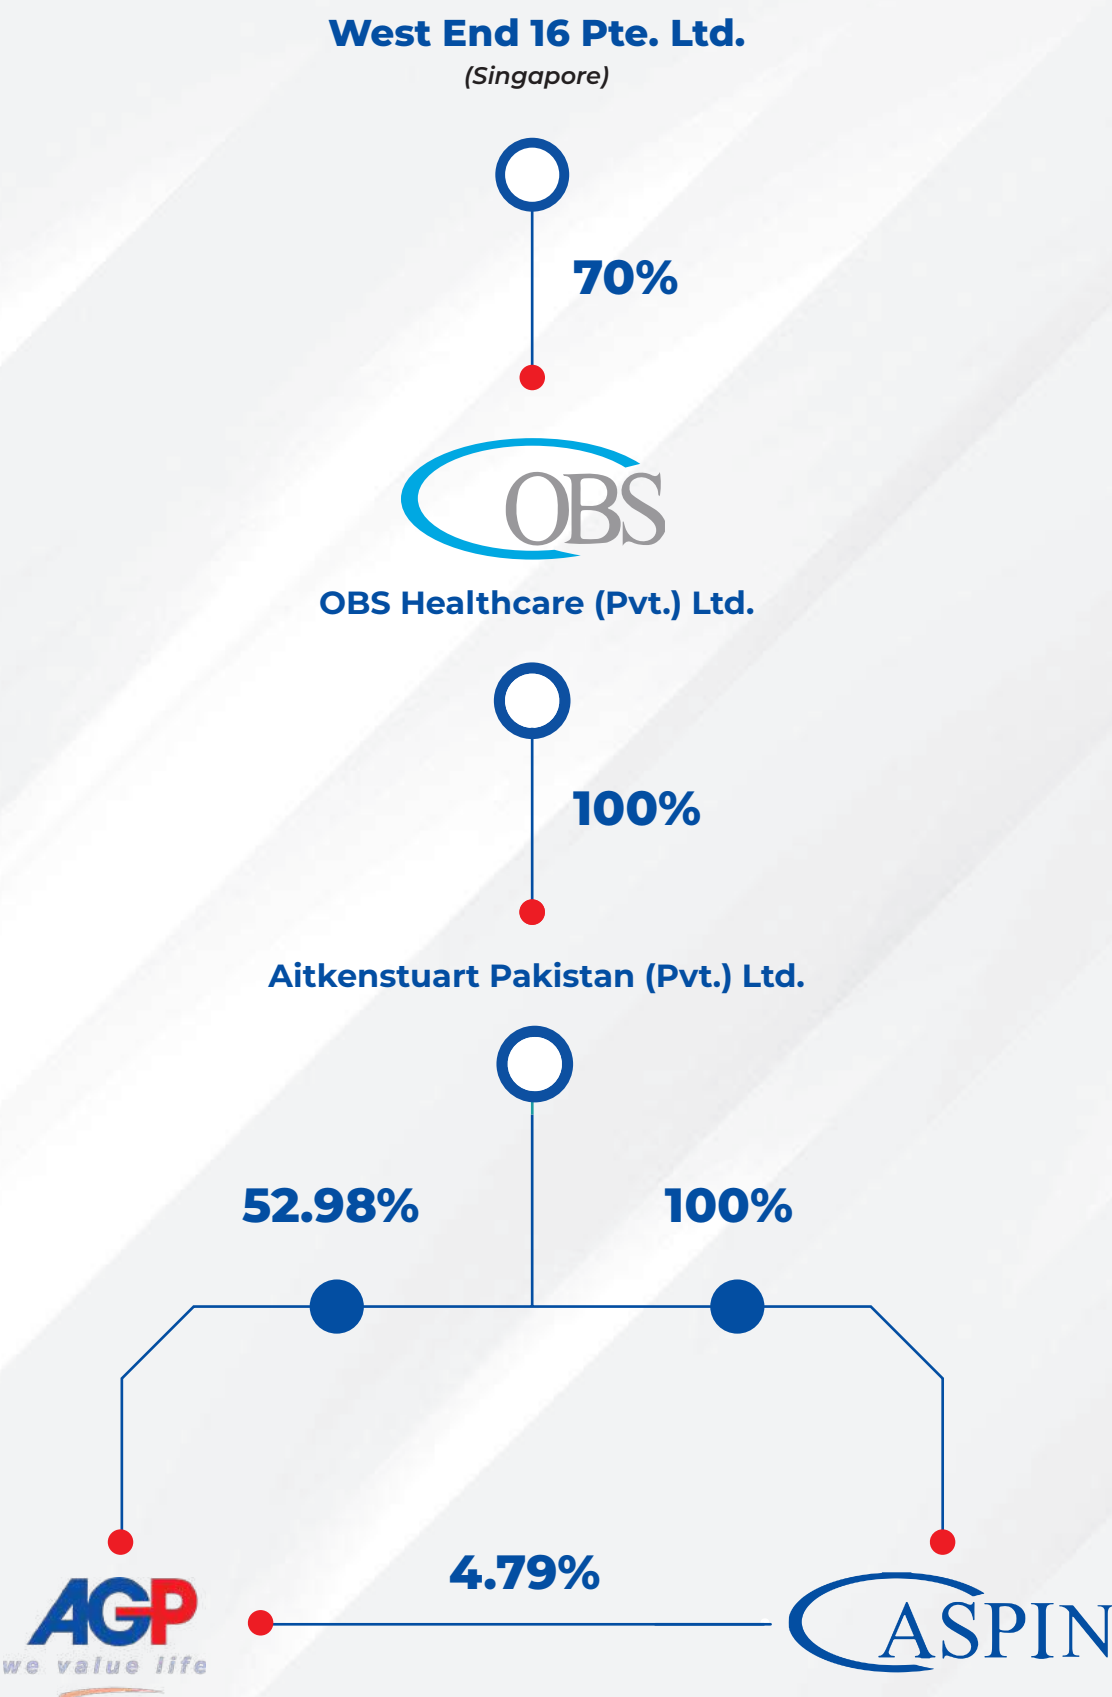 West End 16 Pte. Ltd.
(Singapore)
70%
OBS
OBS Healthcare (Pvt.) Ltd.
100%
Aitkenstuart Pakistan (Pvt.) Ltd.
52.98%
100%
4.79%
AGP
we value life
ASPIN